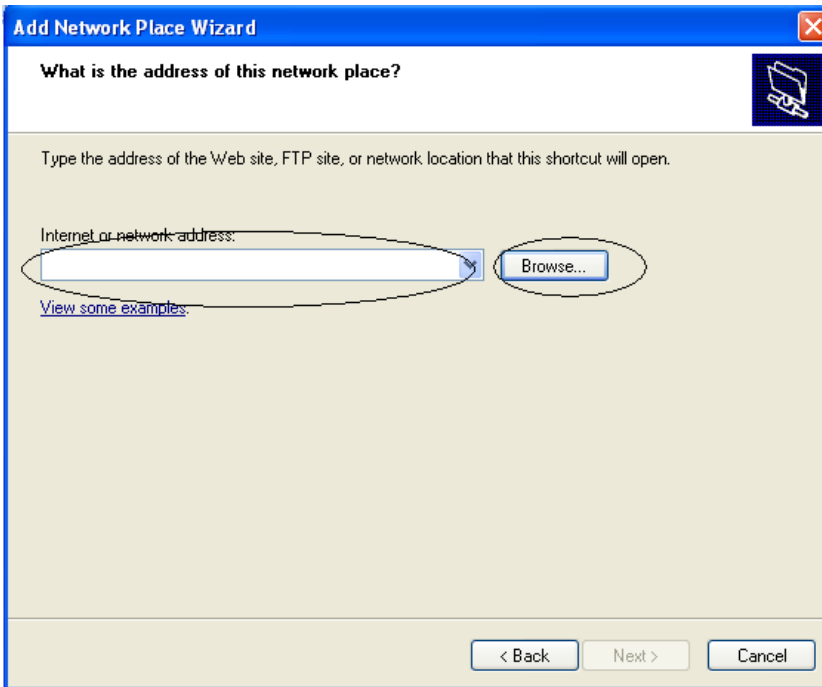 Add Network Place Wizard
What is the address of this network place?
Type the address of the Web site, FTP site, or network location that this shortcut will open.
Internet or network address:
Browse...
View some examples.
< Back Next > Cancel